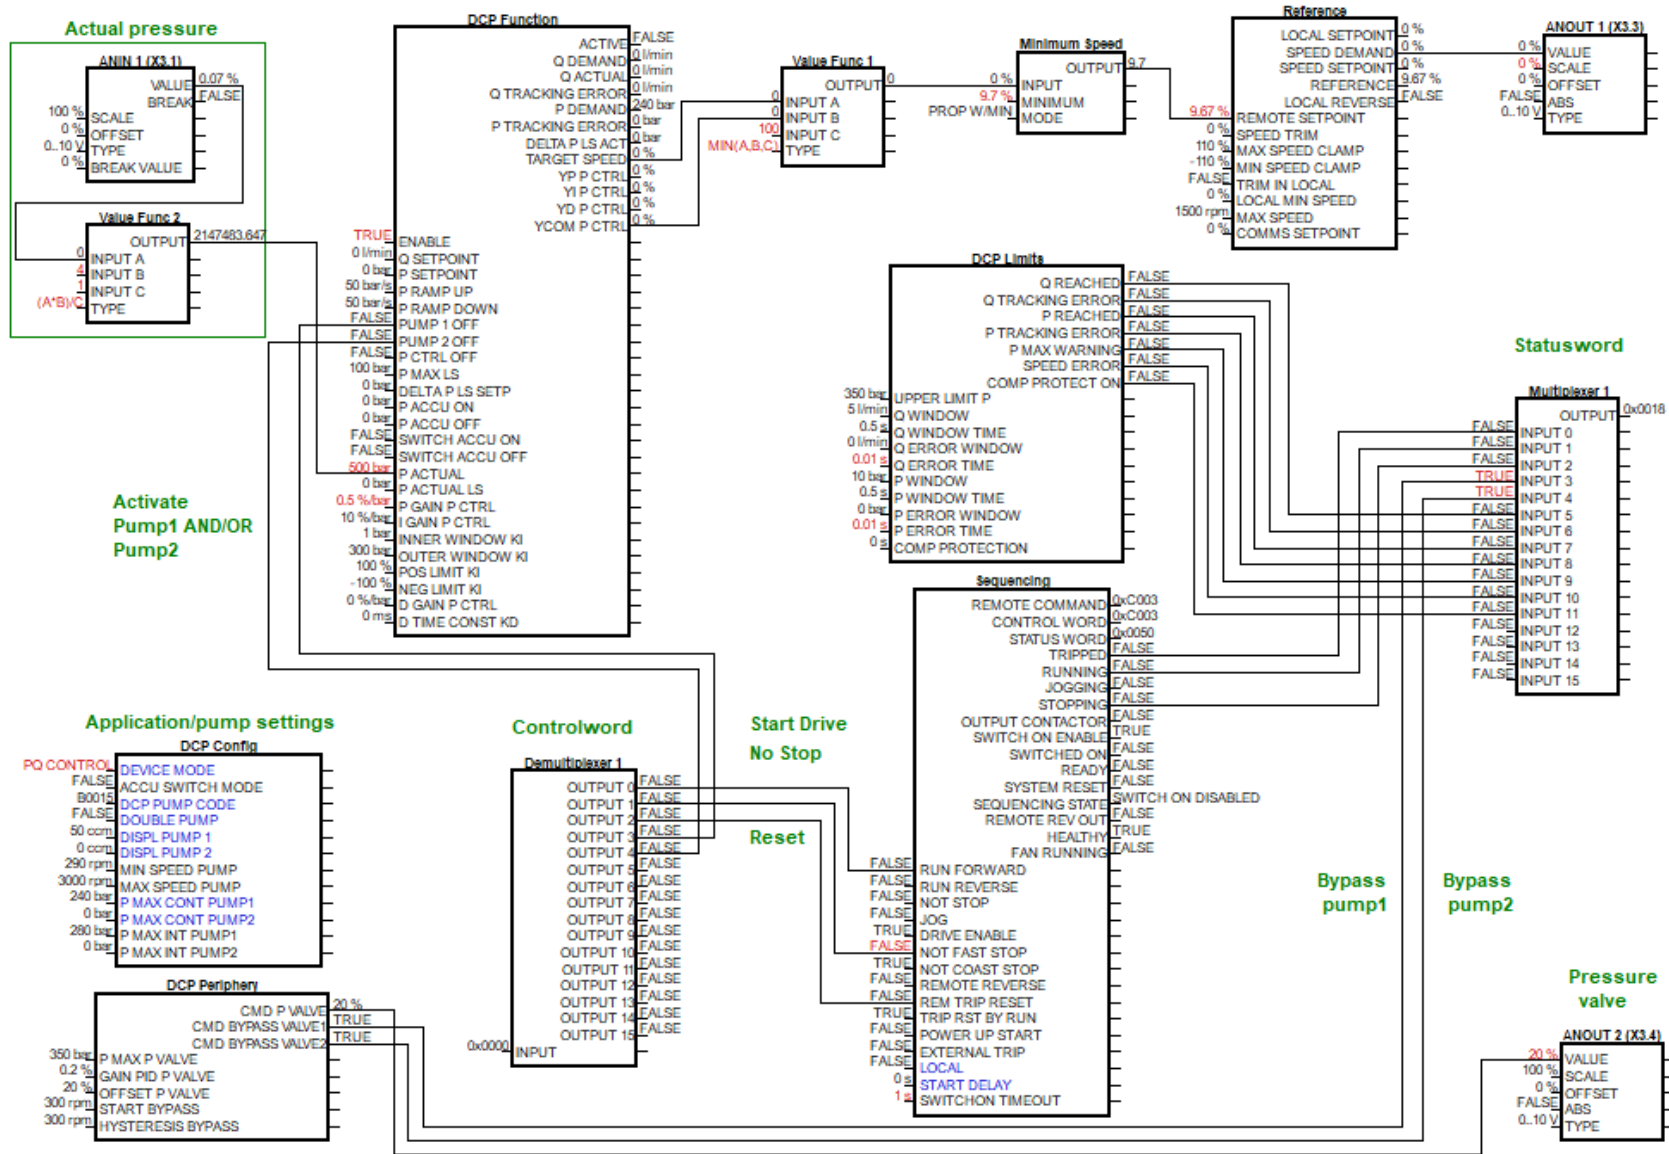 Actual pressure
ANIN 1 (X3.1)
VALUE 0.07 %
BREAK FALSE
100 % SCALE
0 % OFFSET
0..10 V TYPE
0 % BREAK VALUE
Value Func 2
OUTPUT 2147483.647
0 INPUT A
4 INPUT B
1 INPUT C
(A*B)/C TYPE
DCP Function
ACTIVE FALSE
Q DEMAND 0 l/min
Q ACTUAL 0 l/min
Q TRACKING ERROR 0 l/min
P DEMAND 240 bar
P TRACKING ERROR 0 bar
DELTA P LS ACT 0 bar
TARGET SPEED 0 %
YP P CTRL 0 %
YI P CTRL 0 %
YD P CTRL 0 %
YCOM P CTRL 0 %
TRUE ENABLE
0 l/min Q SETPOINT
0 bar P SETPOINT
50 bar/s P RAMP UP
50 bar/s P RAMP DOWN
FALSE PUMP 1 OFF
FALSE PUMP 2 OFF
FALSE P CTRL OFF
100 bar P MAX LS
0 bar DELTA P LS SETP
0 bar P ACCU ON
0 bar P ACCU OFF
FALSE SWITCH ACCU ON
FALSE SWITCH ACCU OFF
500 bar P ACTUAL
0 bar P ACTUAL LS
0.5 %/bar P GAIN P CTRL
10 %/bar I GAIN P CTRL
1 bar INNER WINDOW KI
300 bar OUTER WINDOW KI
100 % POS LIMIT KI
-100 % NEG LIMIT KI
0 %/bar D GAIN P CTRL
0 ms D TIME CONST KD
Value Func 1
OUTPUT 0
0 INPUT A
0 INPUT B
100 INPUT C
MIN(A,B,C) TYPE
Minimum Speed
OUTPUT 9.7
0 % INPUT
9.7 % MINIMUM
PROP W/MIN MODE
Reference
LOCAL SETPOINT 0 %
SPEED DEMAND 0 %
SPEED SETPOINT 0 %
REFERENCE 9.67 %
LOCAL REVERSE FALSE
9.67 % REMOTE SETPOINT
0 % SPEED TRIM
110 % MAX SPEED CLAMP
-110 % MIN SPEED CLAMP
FALSE TRIM IN LOCAL
0 % LOCAL MIN SPEED
1500 rpm MAX SPEED
0 % COMMS SETPOINT
ANOUT 1 (X3.3)
0 % VALUE
0 % SCALE
0 % OFFSET
FALSE ABS
0..10 V TYPE
DCP Limits
Q REACHED FALSE
Q TRACKING ERROR FALSE
P REACHED FALSE
P TRACKING ERROR FALSE
P MAX WARNING FALSE
SPEED ERROR FALSE
COMP PROTECT ON FALSE
350 bar UPPER LIMIT P
5 l/min Q WINDOW
0.5 s Q WINDOW TIME
0 l/min Q ERROR WINDOW
0.01 s Q ERROR TIME
10 bar P WINDOW
0.5 s P WINDOW TIME
0 bar P ERROR WINDOW
0.01 s P ERROR TIME
0 s COMP PROTECTION
Statusword
Multiplexer 1
OUTPUT 0x0018
FALSE INPUT 0
FALSE INPUT 1
FALSE INPUT 2
TRUE INPUT 3
TRUE INPUT 4
FALSE INPUT 5
FALSE INPUT 6
FALSE INPUT 7
FALSE INPUT 8
FALSE INPUT 9
FALSE INPUT 10
FALSE INPUT 11
FALSE INPUT 12
FALSE INPUT 13
FALSE INPUT 14
FALSE INPUT 15
Activate
Pump1 AND/OR
Pump2
Sequencing
REMOTE COMMAND 0xC003
CONTROL WORD 0xC003
STATUS WORD 0x0050
TRIPPED FALSE
RUNNING FALSE
JOGGING FALSE
STOPPING FALSE
OUTPUT CONTACTOR FALSE
SWITCH ON ENABLE TRUE
SWITCHED ON FALSE
READY FALSE
SYSTEM RESET FALSE
SEQUENCING STATE SWITCH ON DISABLED
REMOTE REV OUT FALSE
HEALTHY TRUE
FAN RUNNING FALSE
FALSE RUN FORWARD
FALSE RUN REVERSE
FALSE NOT STOP
FALSE JOG
TRUE DRIVE ENABLE
FALSE NOT FAST STOP
TRUE NOT COAST STOP
FALSE REMOTE REVERSE
FALSE REM TRIP RESET
TRUE TRIP RST BY RUN
FALSE POWER UP START
FALSE EXTERNAL TRIP
FALSE LOCAL
0 s START DELAY
1 s SWITCHON TIMEOUT
Application/pump settings
DCP Config
PQ CONTROL DEVICE MODE
FALSE ACCU SWITCH MODE
B0015 DCP PUMP CODE
FALSE DOUBLE PUMP
50 ccm DISPL PUMP 1
0 ccm DISPL PUMP 2
290 rpm MIN SPEED PUMP
3000 rpm MAX SPEED PUMP
240 bar P MAX CONT PUMP1
0 bar P MAX CONT PUMP2
280 bar P MAX INT PUMP1
0 bar P MAX INT PUMP2
DCP Periphery
CMD P VALVE 20 %
CMD BYPASS VALVE1 TRUE
CMD BYPASS VALVE2 TRUE
350 bar P MAX P VALVE
0.2 % GAIN PID P VALVE
20 % OFFSET P VALVE
300 rpm START BYPASS
300 rpm HYSTERESIS BYPASS
Controlword
Demultiplexer 1
OUTPUT 0 FALSE
OUTPUT 1 FALSE
OUTPUT 2 FALSE
OUTPUT 3 FALSE
OUTPUT 4 FALSE
OUTPUT 5 FALSE
OUTPUT 6 FALSE
OUTPUT 7 FALSE
OUTPUT 8 FALSE
OUTPUT 9 FALSE
OUTPUT 10 FALSE
OUTPUT 11 FALSE
OUTPUT 12 FALSE
OUTPUT 13 FALSE
OUTPUT 14 FALSE
OUTPUT 15 FALSE
0x0000 INPUT
Start Drive
No Stop
Reset
Bypass
pump1
Bypass
pump2
Pressure
valve
ANOUT 2 (X3.4)
20 % VALUE
100 % SCALE
0 % OFFSET
FALSE ABS
0..10 V TYPE